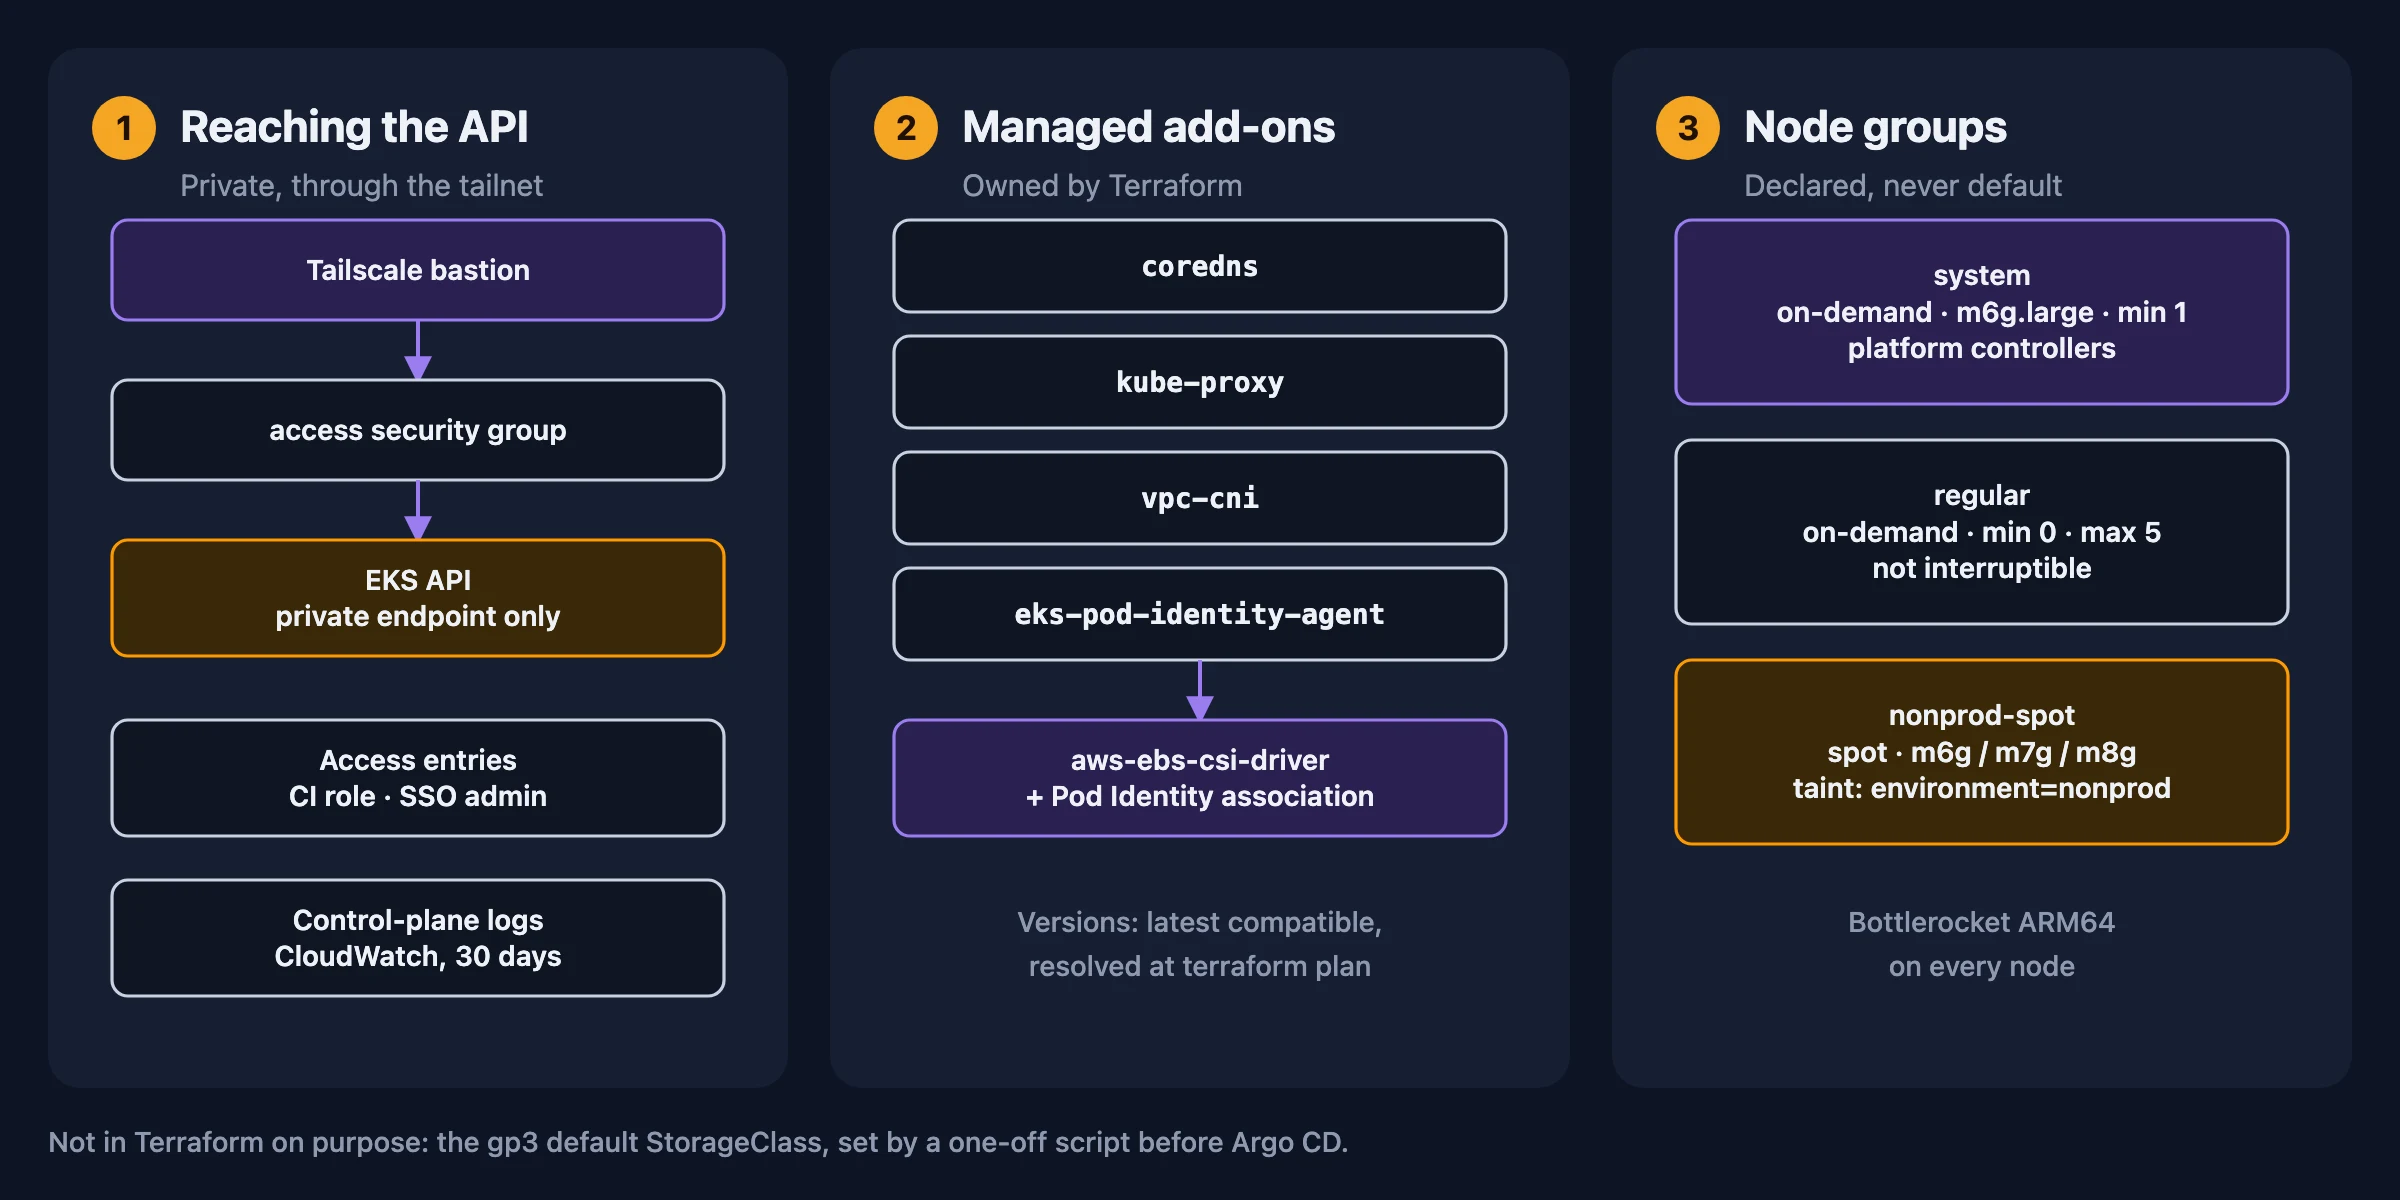 1
Reaching the API
Private, through the tailnet
Tailscale bastion
access security group
EKS API
private endpoint only
Access entries
CI role · SSO admin
Control-plane logs
CloudWatch, 30 days
2
Managed add-ons
Owned by Terraform
coredns
kube-proxy
vpc-cni
eks-pod-identity-agent
aws-ebs-csi-driver
+ Pod Identity association
Versions: latest compatible,
resolved at terraform plan
3
Node groups
Declared, never default
system
on-demand · m6g.large · min 1
platform controllers
regular
on-demand · min 0 · max 5
not interruptible
nonprod-spot
spot · m6g / m7g / m8g
taint: environment=nonprod
Bottlerocket ARM64
on every node
Not in Terraform on purpose: the gp3 default StorageClass, set by a one-off script before Argo CD.